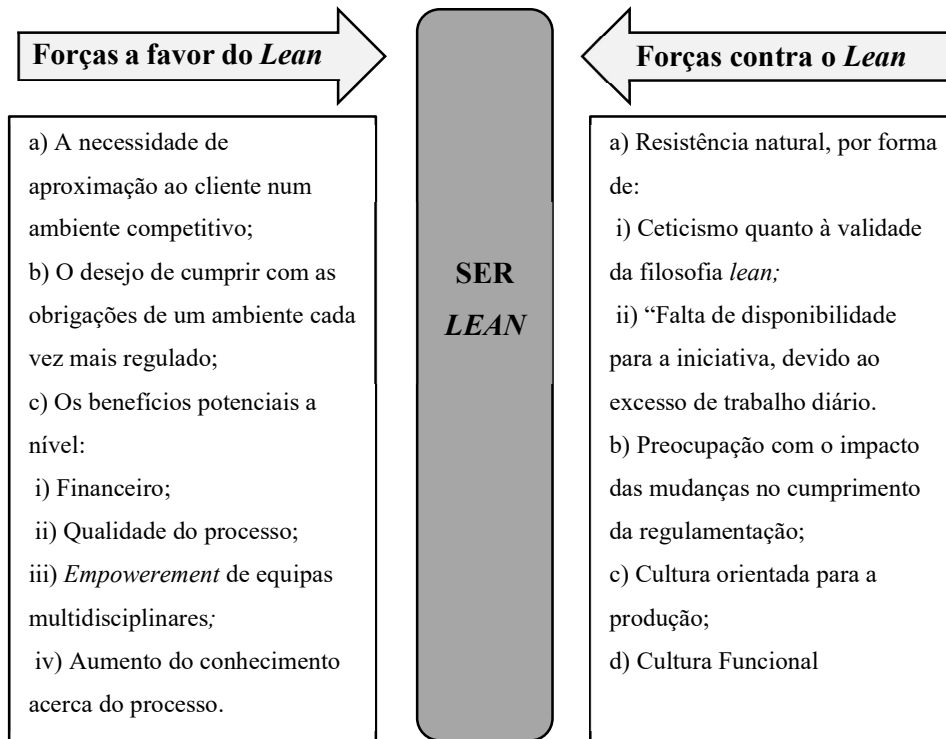 Forças a favor do Lean
a) A necessidade de
aproximação ao cliente num
ambiente competitivo;
b) O desejo de cumprir com as
obrigações de um ambiente cada
vez mais regulado;
c) Os benefícios potenciais a
nível:
i) Financeiro;
ii) Qualidade do processo;
iii) Empowerement de equipas
multidisciplinares;
iv) Aumento do conhecimento
acerca do processo.
SER
LEAN
Forças contra o Lean
a) Resistência natural, por forma
de:
i) Ceticismo quanto à validade
da filosofia lean;
ii) “Falta de disponibilidade
para a iniciativa, devido ao
excesso de trabalho diário.
b) Preocupação com o impacto
das mudanças no cumprimento
da regulamentação;
c) Cultura orientada para a
produção;
d) Cultura Funcional